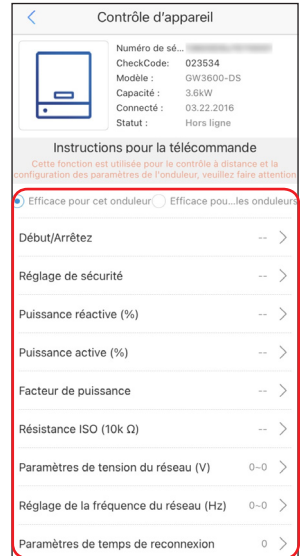 Contrôle d'appareil
Numéro de sé...
CheckCode: 023534
Modèle : GW3600-DS
Capacité : 3.6kW
Connecté : 03.22.2016
Statut : Hors ligne
Instructions pour la télécommande
Cette fonction est utilisée pour le contrôle à distance et la
configuration des paramètres de l'onduleur, veuillez faire attention
Efficace pour cet onduleur Efficace pou...les onduleurs
Début/Arrêtez --
Réglage de sécurité --
Puissance réactive (%) --
Puissance active (%) --
Facteur de puissance --
Résistance ISO (10k Ω) --
Paramètres de tension du réseau (V) 0~0
Réglage de la fréquence du réseau (Hz) 0~0
Paramètres de temps de reconnexion 0